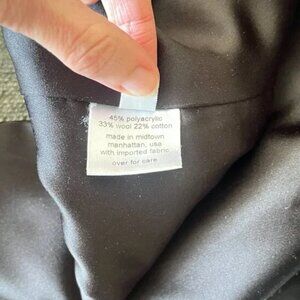 45% polyacrylic
33% wool 22% cotton
made in midtown
manhattan, usa
with imported fabric
over for care